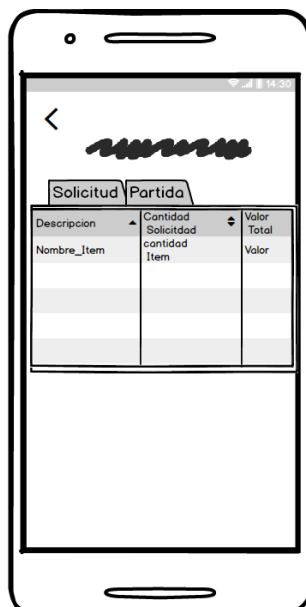 14:30
Solicitud Partida
Descripcion Cantidad Valor
Solicitdad Total
Nombre_Item cantidad Valor
Item